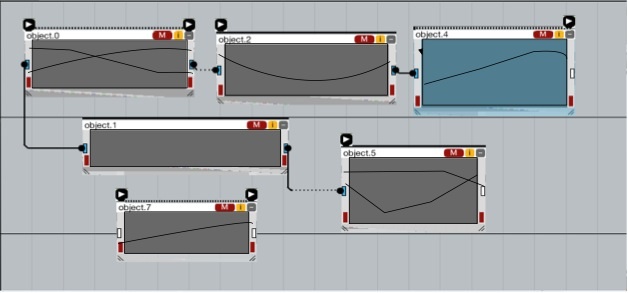 object.0 M i
object.2 M i
object.4 M i
object.1 M i
object.5 M i
object.7 M i